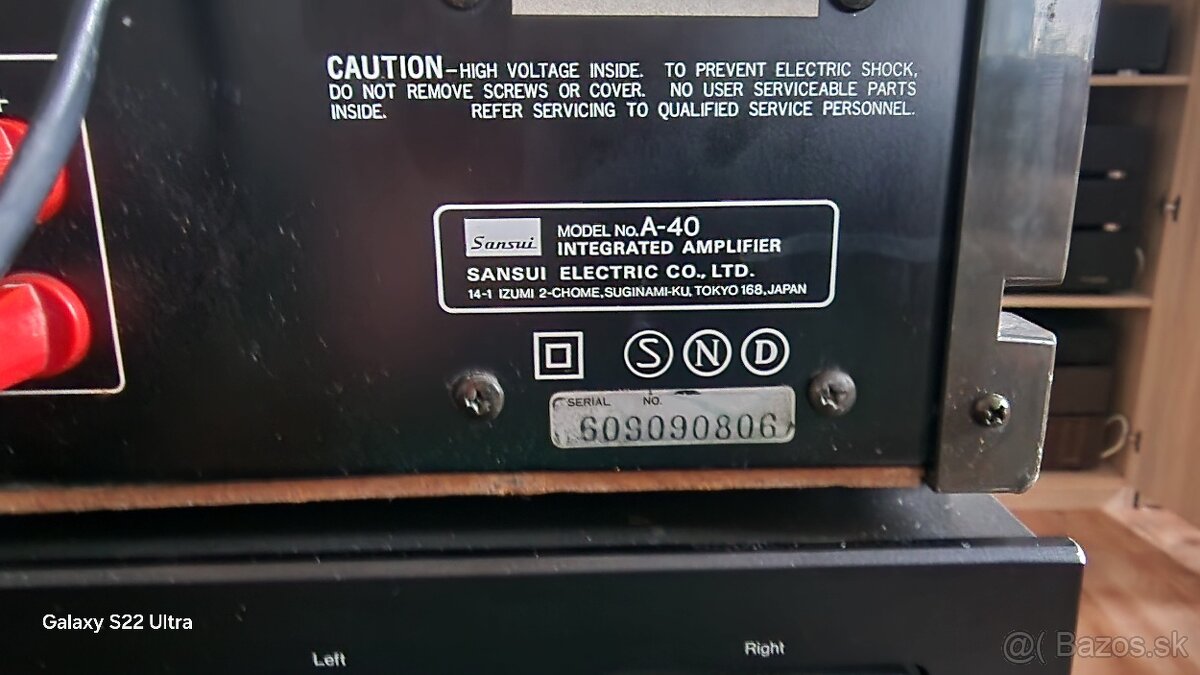 CAUTION-HIGH VOLTAGE INSIDE. TO PREVENT ELECTRIC SHOCK,
DO NOT REMOVE SCREWS OR COVER. NO USER SERVICEABLE PARTS
INSIDE. REFER SERVICING TO QUALIFIED SERVICE PERSONNEL.
Sansui
MODEL No. A-40
INTEGRATED AMPLIFIER
SANSUI ELECTRIC CO., LTD.
14-1 IZUMI 2-CHOME, SUGINAMI-KU, TOKYO 168, JAPAN
S N D
SERIAL NO.
609090806
Galaxy S22 Ultra
Left
Right
@( Bazos.sk